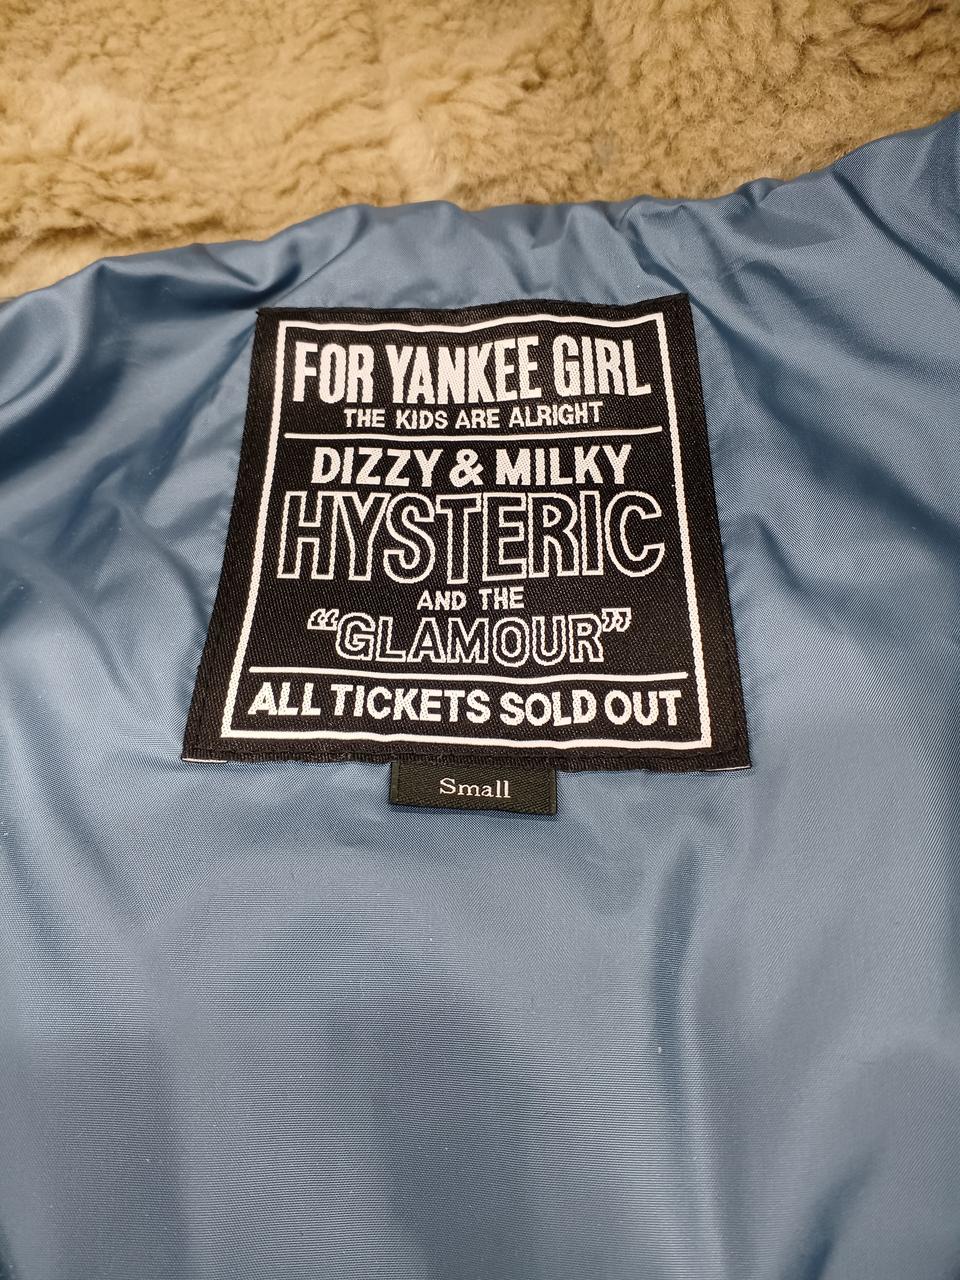 FOR YANKEE GIRL
THE KIDS ARE ALRIGHT
DIZZY & MILKY
HYSTERIC
AND THE
“GLAMOUR”
ALL TICKETS SOLD OUT
Small